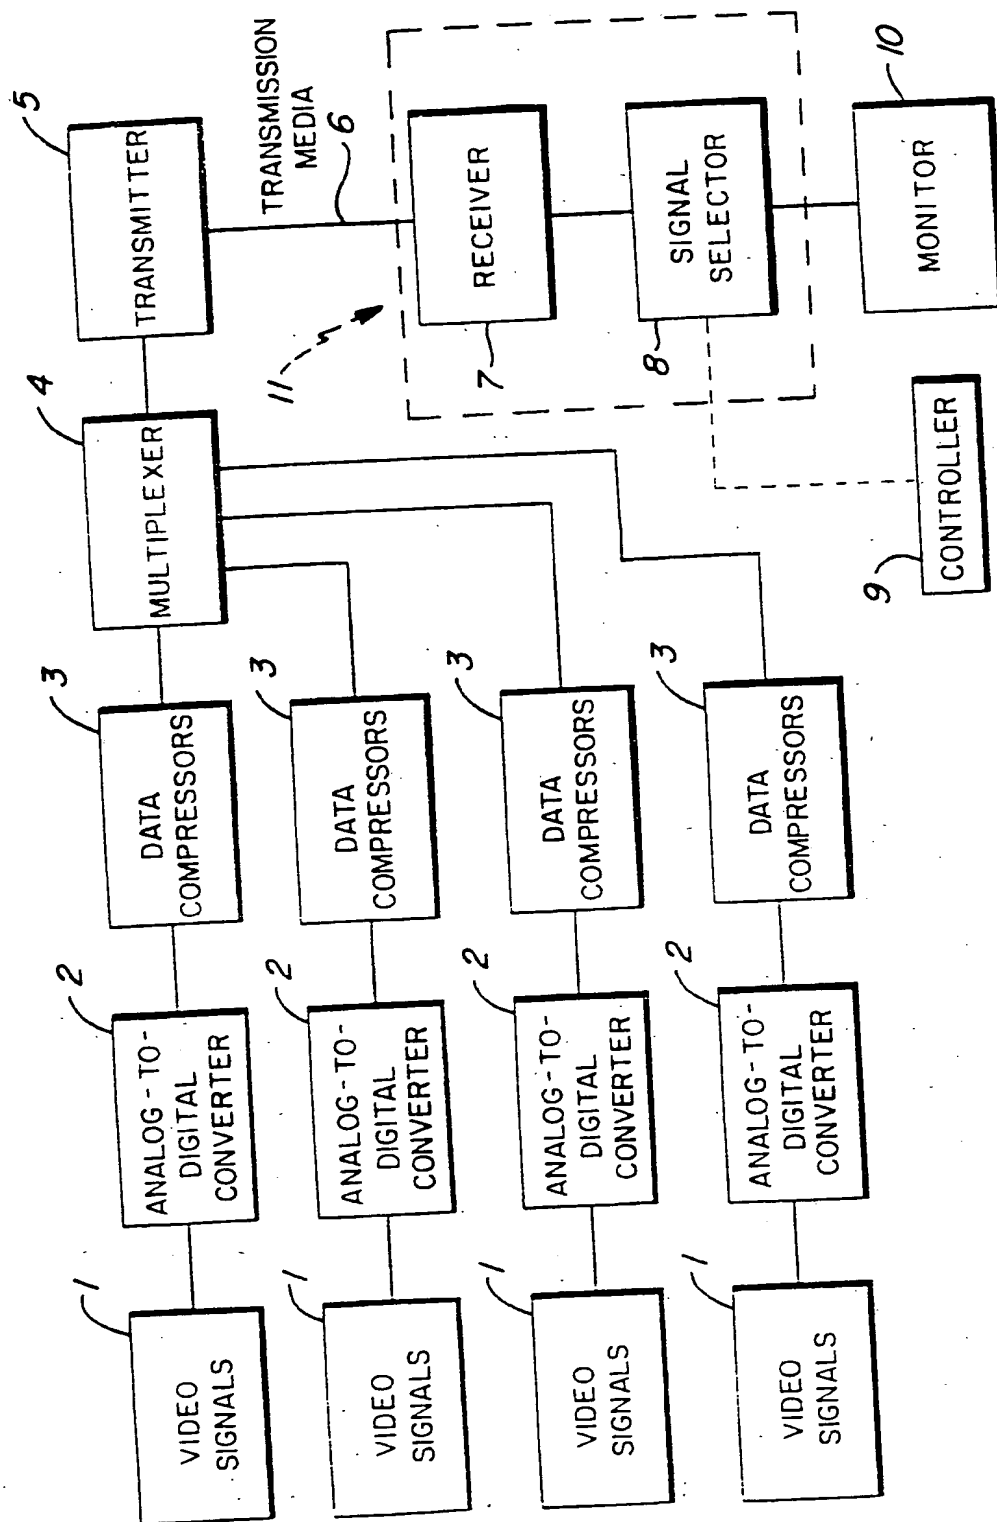 5
TRANSMITTER
4
MULTIPLEXER
TRANSMISSION
MEDIA
6
11
RECEIVER
7
SIGNAL
SELECTOR
8
MONITOR
10
CONTROLLER
9
1
VIDEO
SIGNALS
2
ANALOG-TO-
DIGITAL
CONVERTER
3
DATA
COMPRESSORS
1
VIDEO
SIGNALS
2
ANALOG-TO-
DIGITAL
CONVERTER
3
DATA
COMPRESSORS
1
VIDEO
SIGNALS
2
ANALOG-TO-
DIGITAL
CONVERTER
3
DATA
COMPRESSORS
1
VIDEO
SIGNALS
2
ANALOG-TO-
DIGITAL
CONVERTER
3
DATA
COMPRESSORS